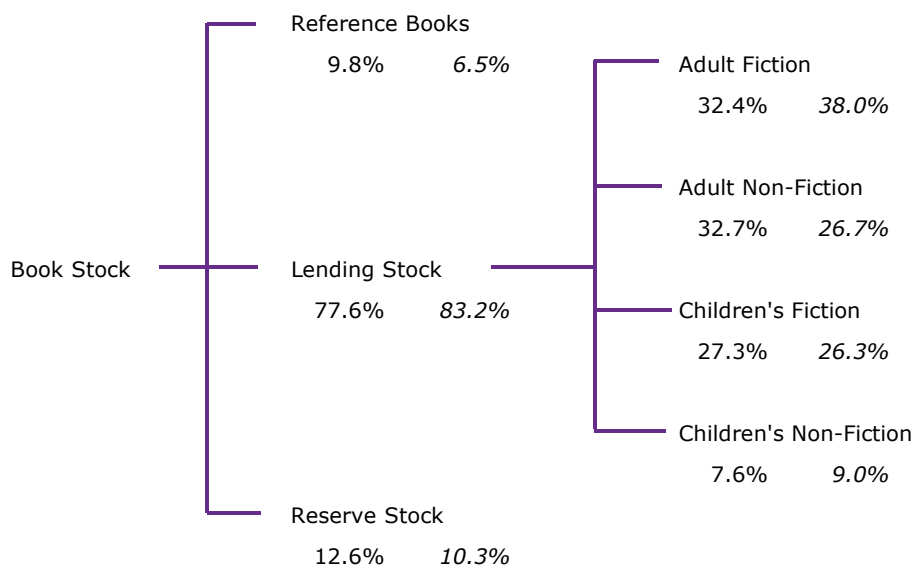 Reference Books
9.8% 6.5%
Adult Fiction
32.4% 38.0%
Adult Non-Fiction
32.7% 26.7%
Book Stock
Lending Stock
77.6% 83.2%
Children's Fiction
27.3% 26.3%
Children's Non-Fiction
7.6% 9.0%
Reserve Stock
12.6% 10.3%